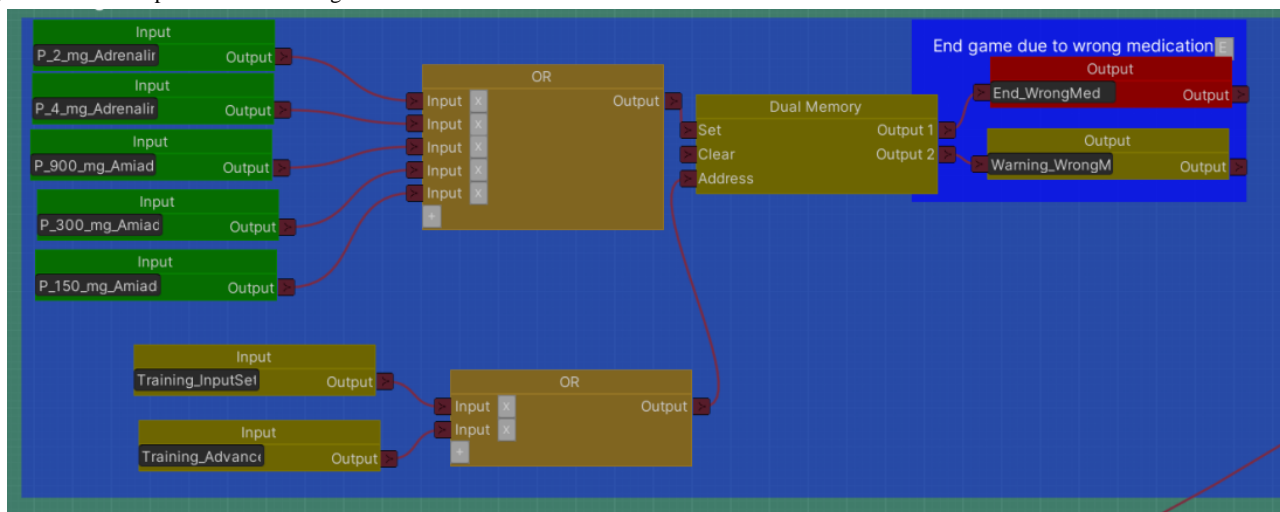 Input
P_2_mg_Adrenalir
Output
Input
P_4_mg_Adrenalir
Output
Input
P_900_mg_Amiad
Output
Input
P_300_mg_Amiad
Output
Input
P_150_mg_Amiad
Output
OR
Input X
Output
Input X
Input X
Input X
Input X
+
Dual Memory
Set
Output 1
Clear
Output 2
Address
End game due to wrong medication E
Output
End_WrongMed
Output
Output
Warning_WrongM
Output
Input
Training_InputSet
Output
Input
Training_Advance
Output
OR
Input X
Output
Input X
+